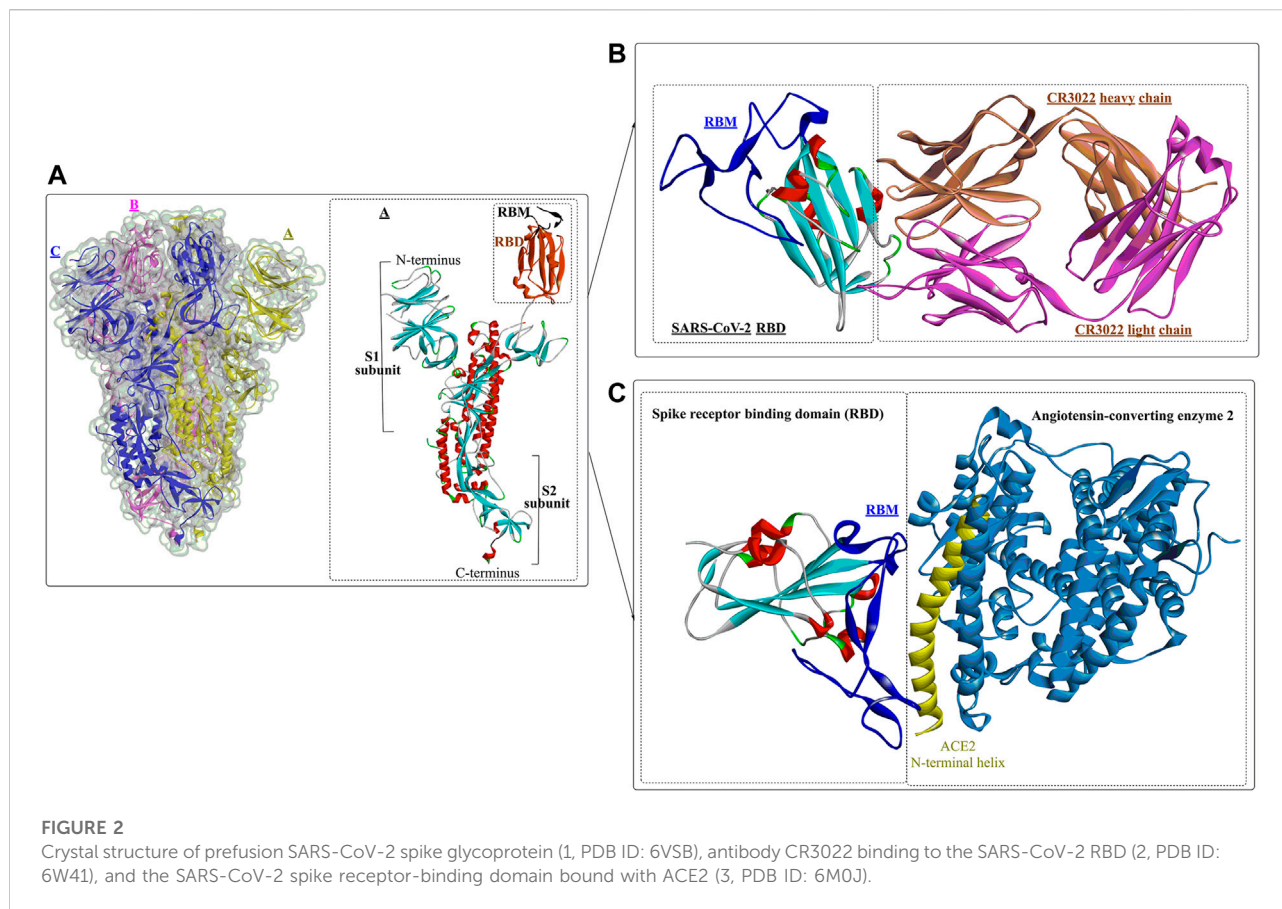 A
B
C
A
A
RBM
RBD
N-terminus
S1
subunit
S2
subunit
C-terminus
B
RBM
CR3022 heavy chain
SARS-CoV-2 RBD
CR3022 light chain
C
Spike receptor binding domain (RBD)
Angiotensin-converting enzyme 2
RBM
ACE2
N-terminal helix
FIGURE 2
Crystal structure of prefusion SARS-CoV-2 spike glycoprotein (1, PDB ID: 6VSB), antibody CR3022 binding to the SARS-CoV-2 RBD (2, PDB ID:
6W41), and the SARS-CoV-2 spike receptor-binding domain bound with ACE2 (3, PDB ID: 6M0J).